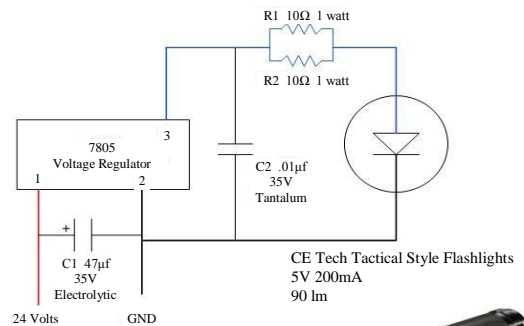 R1 10Ω 1 watt
R2 10Ω 1 watt
3
7805
Voltage Regulator
1
2
C2 .01µf
35V
Tantalum
+
C1 47µf
35V
Electrolytic
CE Tech Tactical Style Flashlights
5V 200mA
90 lm
24 Volts
GND